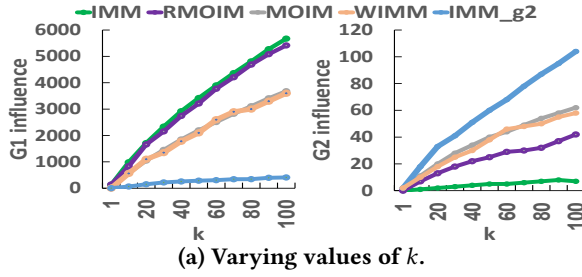 IMM RMOIM MOIM WIMM IMM_g2
G1 influence
6000
5000
4000
3000
2000
1000
0
1 20 40 60 80 100
k
G2 influence
120
100
80
60
40
20
0
1 20 40 60 80 100
k
(a) Varying values of k.